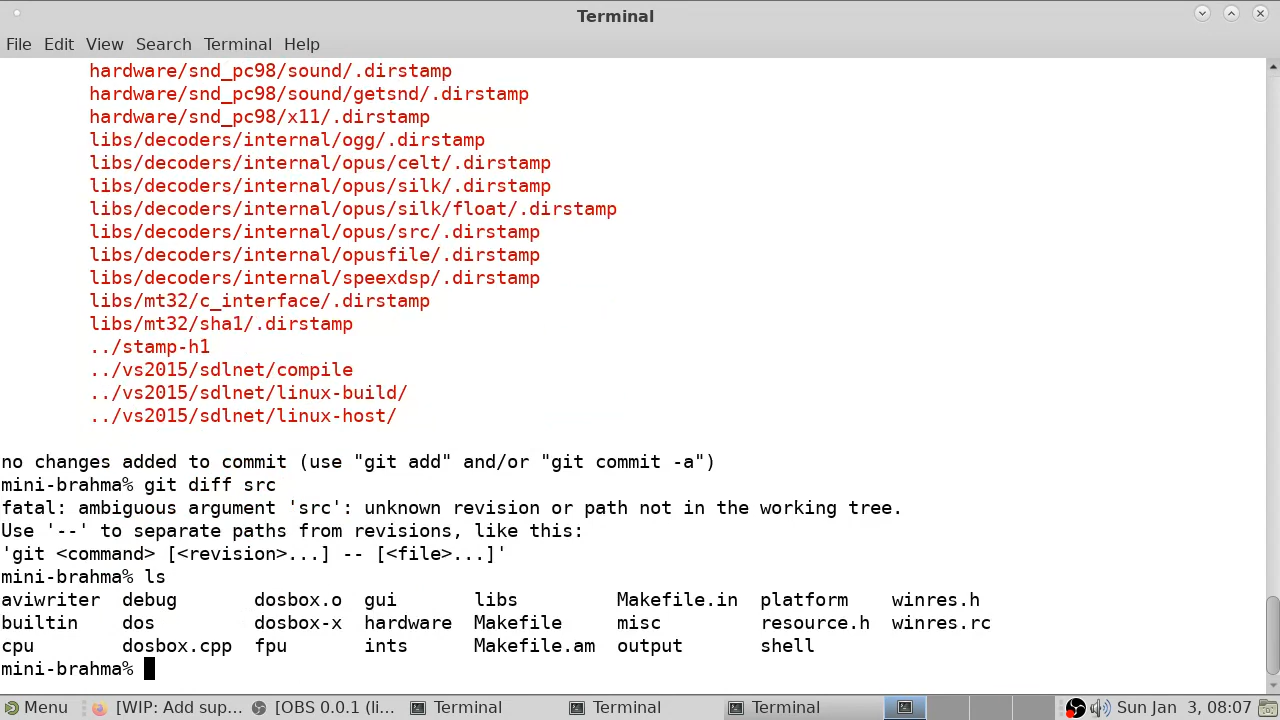 Terminal
File Edit View Search Terminal Help
hardware/snd_pc98/sound/.dirstamp
hardware/snd_pc98/sound/getsnd/.dirstamp
hardware/snd_pc98/x11/.dirstamp
libs/decoders/internal/ogg/.dirstamp
libs/decoders/internal/opus/celt/.dirstamp
libs/decoders/internal/opus/silk/.dirstamp
libs/decoders/internal/opus/silk/float/.dirstamp
libs/decoders/internal/opus/src/.dirstamp
libs/decoders/internal/opusfile/.dirstamp
libs/decoders/internal/speexdsp/.dirstamp
libs/mt32/c_interface/.dirstamp
libs/mt32/sha1/.dirstamp
../stamp-h1
../vs2015/sdlnet/compile
../vs2015/sdlnet/linux-build/
../vs2015/sdlnet/linux-host/
no changes added to commit (use "git add" and/or "git commit -a")
mini-brahma% git diff src
fatal: ambiguous argument 'src': unknown revision or path not in the working tree.
Use '--' to separate paths from revisions, like this:
'git <command> [<revision>...] -- [<file>...]'
mini-brahma% ls
aviwriter debug dosbox.o gui libs Makefile.in platform winres.h
builtin dos dosbox-x hardware Makefile misc resource.h winres.rc
cpu dosbox.cpp fpu ints Makefile.am output shell
mini-brahma%
Menu [WIP: Add sup... [OBS 0.0.1 (li... Terminal Terminal Terminal Sun Jan 3, 08:07